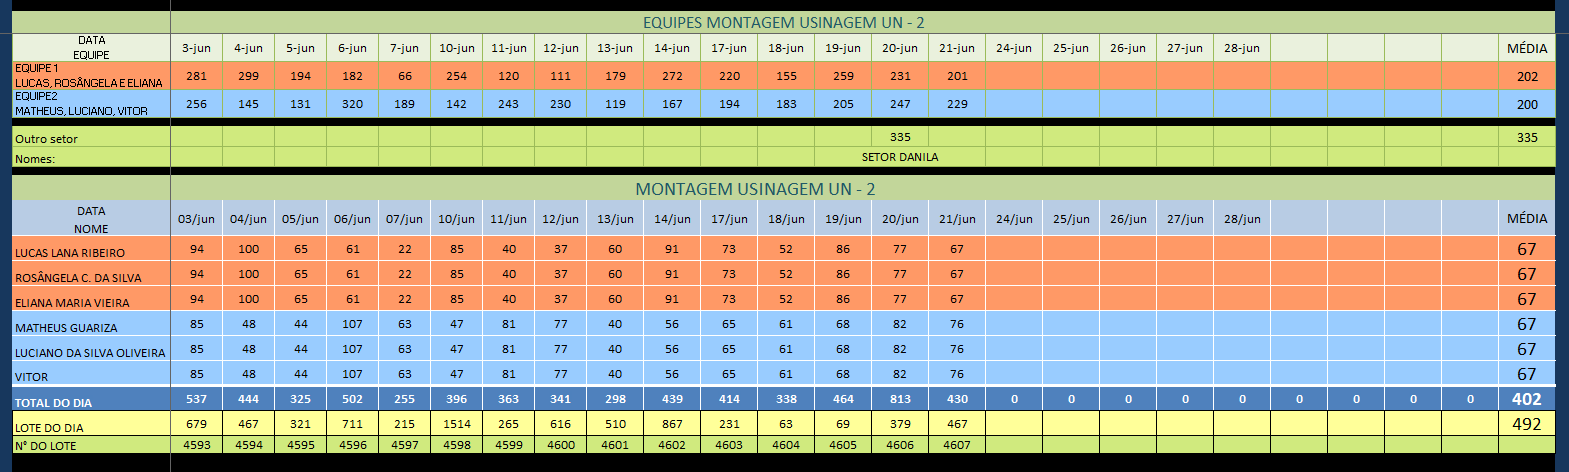 EQUIPES MONTAGEM USINAGEM UN - 2
DATA
EQUIPE 3-jun 4-jun 5-jun 6-jun 7-jun 10-jun 11-jun 12-jun 13-jun 14-jun 17-jun 18-jun 19-jun 20-jun 21-jun 24-jun 25-jun 26-jun 27-jun 28-jun MÉDIA
EQUIPE 1
LUCAS, ROSÂNGELA E ELIANA 281 299 194 182 66 254 120 111 179 272 220 155 259 231 201 202
EQUIPE2
MATHEUS, LUCIANO, VITOR 256 145 131 320 189 142 243 230 119 167 194 183 205 247 229 200
Outro setor 335 335
Nomes: SETOR DANILA
MONTAGEM USINAGEM UN - 2
DATA
NOME 03/jun 04/jun 05/jun 06/jun 07/jun 10/jun 11/jun 12/jun 13/jun 14/jun 17/jun 18/jun 19/jun 20/jun 21/jun 24/jun 25/jun 26/jun 27/jun 28/jun MÉDIA
LUCAS LANA RIBEIRO 94 100 65 61 22 85 40 37 60 91 73 52 86 77 67 67
ROSÂNGELA C. DA SILVA 94 100 65 61 22 85 40 37 60 91 73 52 86 77 67 67
ELIANA MARIA VIEIRA 94 100 65 61 22 85 40 37 60 91 73 52 86 77 67 67
MATHEUS GUARIZA 85 48 44 107 63 47 81 77 40 56 65 61 68 82 76 67
LUCIANO DA SILVA OLIVEIRA 85 48 44 107 63 47 81 77 40 56 65 61 68 82 76 67
VITOR 85 48 44 107 63 47 81 77 40 56 65 61 68 82 76 67
TOTAL DO DIA 537 444 325 502 255 396 363 341 298 439 414 338 464 813 430 0 0 0 0 0 0 0 0 0 402
LOTE DO DIA 679 467 321 711 215 1514 265 616 510 867 231 63 69 379 467 492
N° DO LOTE 4593 4594 4595 4596 4597 4598 4599 4600 4601 4602 4603 4604 4605 4606 4607